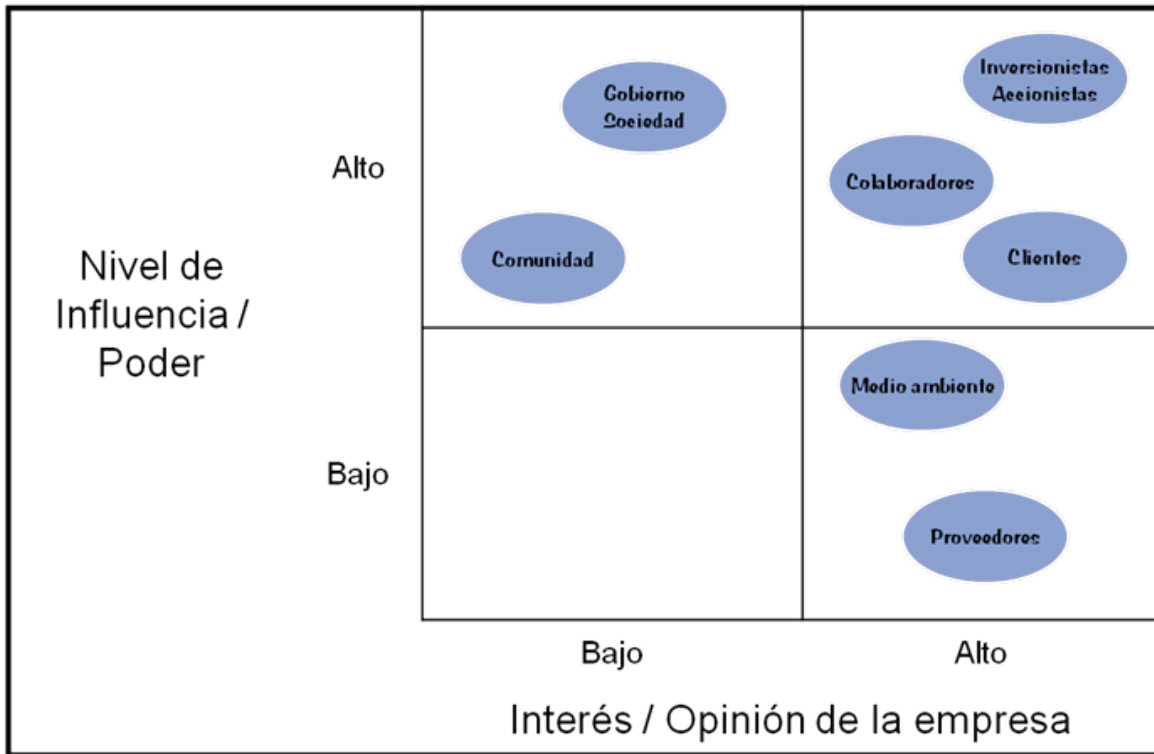 Nivel de
Influencia /
Poder
Alto
Bajo
Gobierno
Sociedad
Comunidad
Inversionistas
Accionistas
Colaboradores
Clientes
Medio ambiente
Proveedores
Bajo
Alto
Interés / Opinión de la empresa